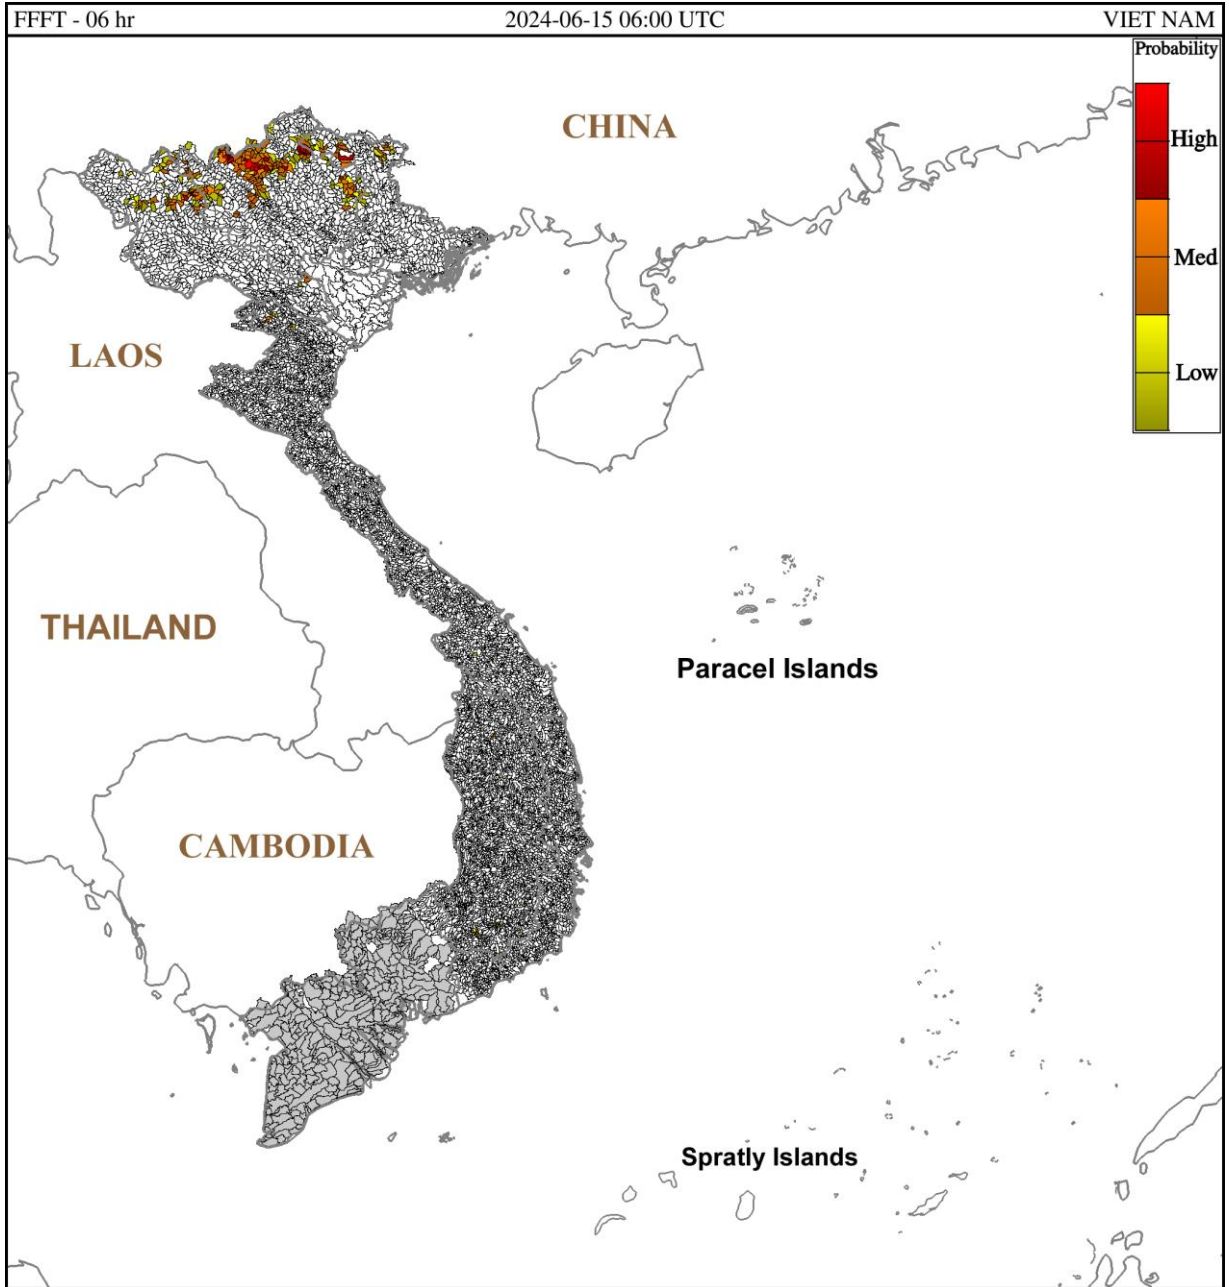 FFFT - 06 hr
2024-06-15 06:00 UTC
VIET NAM
Probability
High
Med
Low
CHINA
LAOS
THAILAND
Paracel Islands
CAMBODIA
Spratly Islands